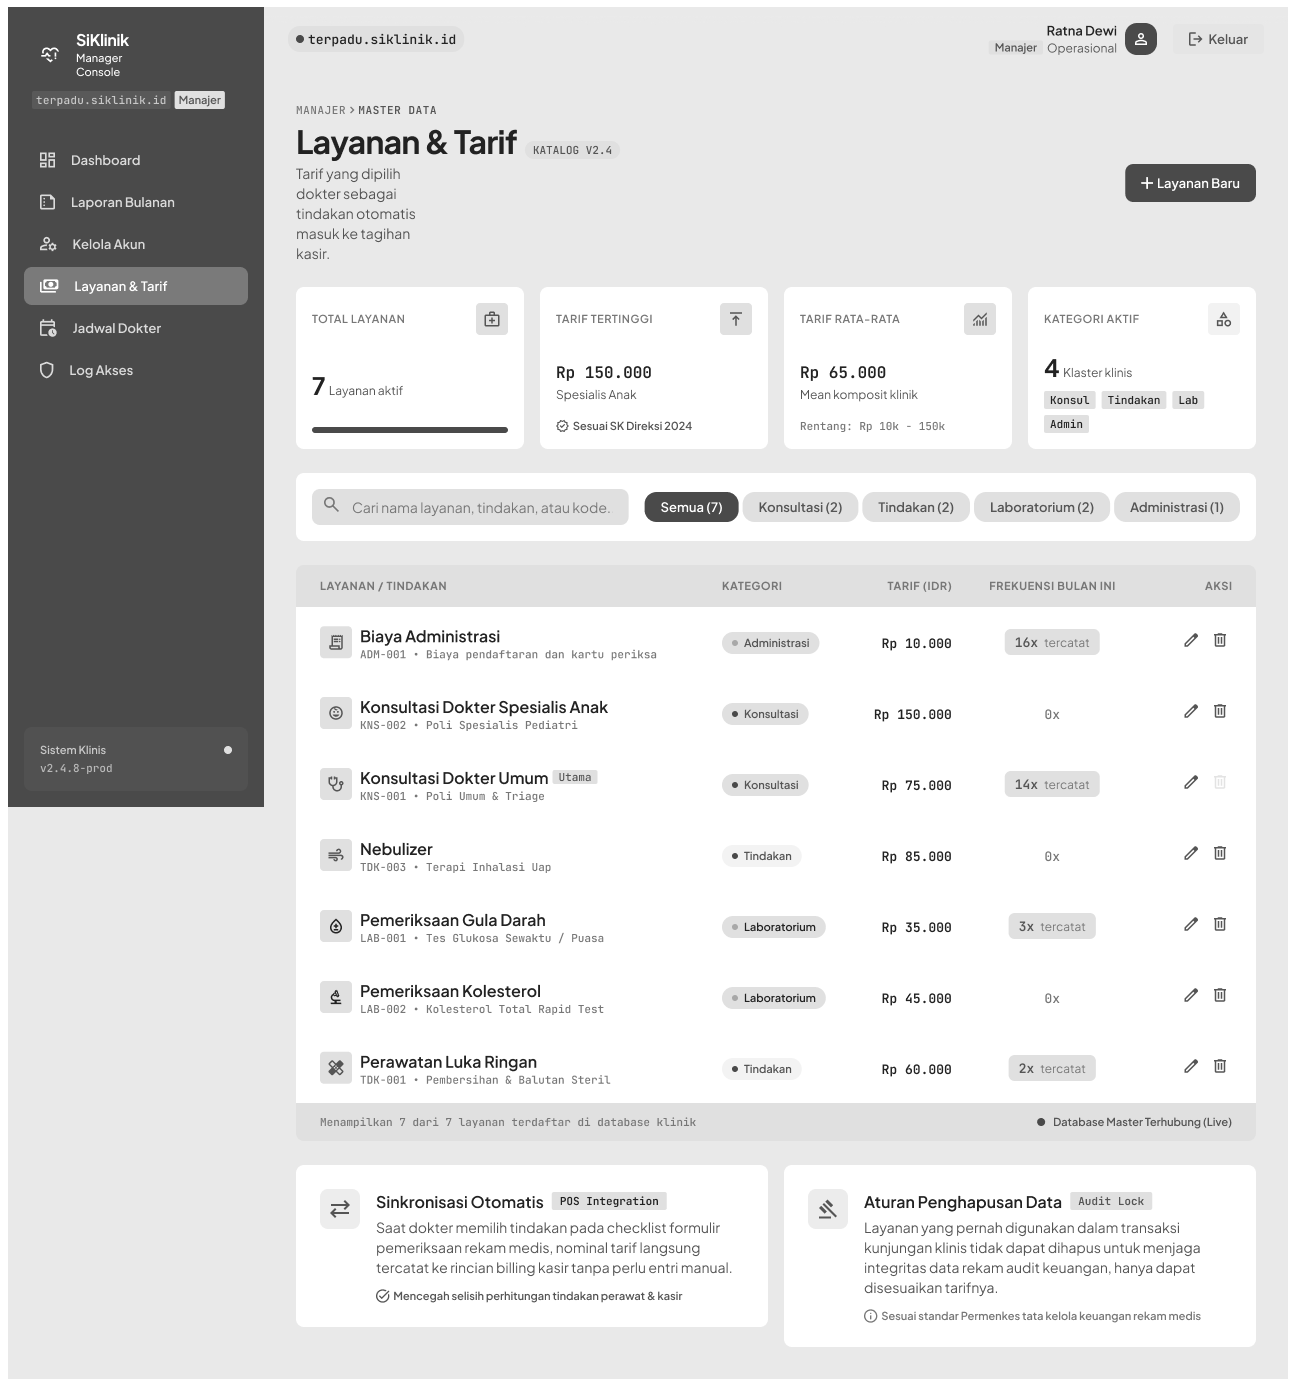 SiKlinik
Manager
Console
terpadu.siklinik.id Manajer
Dashboard
Laporan Bulanan
Kelola Akun
Layanan & Tarif
Jadwal Dokter
Log Akses
Sistem Klinis
v2.4.8-prod
terpadu.siklinik.id
Ratna Dewi
Manajer Operasional
Keluar
MANAJER > MASTER DATA
Layanan & Tarif KATALOG V2.4
Tarif yang dipilih
dokter sebagai
tindakan otomatis
masuk ke tagihan
kasir.
+ Layanan Baru
TOTAL LAYANAN
7 Layanan aktif
TARIF TERTINGGI
Rp 150.000
Spesialis Anak
Sesuai SK Direksi 2024
TARIF RATA-RATA
Rp 65.000
Mean komposit klinik
Rentang: Rp 10k - 150k
KATEGORI AKTIF
4 Klaster klinis
Konsul Tindakan Lab
Admin
Cari nama layanan, tindakan, atau kode.
Semua (7) Konsultasi (2) Tindakan (2) Laboratorium (2) Administrasi (1)
LAYANAN / TINDAKAN KATEGORI TARIF (IDR) FREKUENSI BULAN INI AKSI
Biaya Administrasi
ADM-001 • Biaya pendaftaran dan kartu periksa
Administrasi Rp 10.000 16x tercatat
Konsultasi Dokter Spesialis Anak
KNS-002 • Poli Spesialis Pediatri
Konsultasi Rp 150.000 0x
Konsultasi Dokter Umum Utama
KNS-001 • Poli Umum & Triage
Konsultasi Rp 75.000 14x tercatat
Nebulizer
TDK-003 • Terapi Inhalasi Uap
Tindakan Rp 85.000 0x
Pemeriksaan Gula Darah
LAB-001 • Tes Glukosa Sewaktu / Puasa
Laboratorium Rp 35.000 3x tercatat
Pemeriksaan Kolesterol
LAB-002 • Kolesterol Total Rapid Test
Laboratorium Rp 45.000 0x
Perawatan Luka Ringan
TDK-001 • Pembersihan & Balutan Steril
Tindakan Rp 60.000 2x tercatat
Menampilkan 7 dari 7 layanan terdaftar di database klinik
Database Master Terhubung (Live)
Sinkronisasi Otomatis POS Integration
Saat dokter memilih tindakan pada checklist formulir
pemeriksaan rekam medis, nominal tarif langsung
tercatat ke rincian billing kasir tanpa perlu entri manual.
Mencegah selisih perhitungan tindakan perawat & kasir
Aturan Penghapusan Data Audit Lock
Layanan yang pernah digunakan dalam transaksi
kunjungan klinis tidak dapat dihapus untuk menjaga
integritas data rekam audit keuangan, hanya dapat
disesuaikan tarifnya.
Sesuai standar Permenkes tata kelola keuangan rekam medis